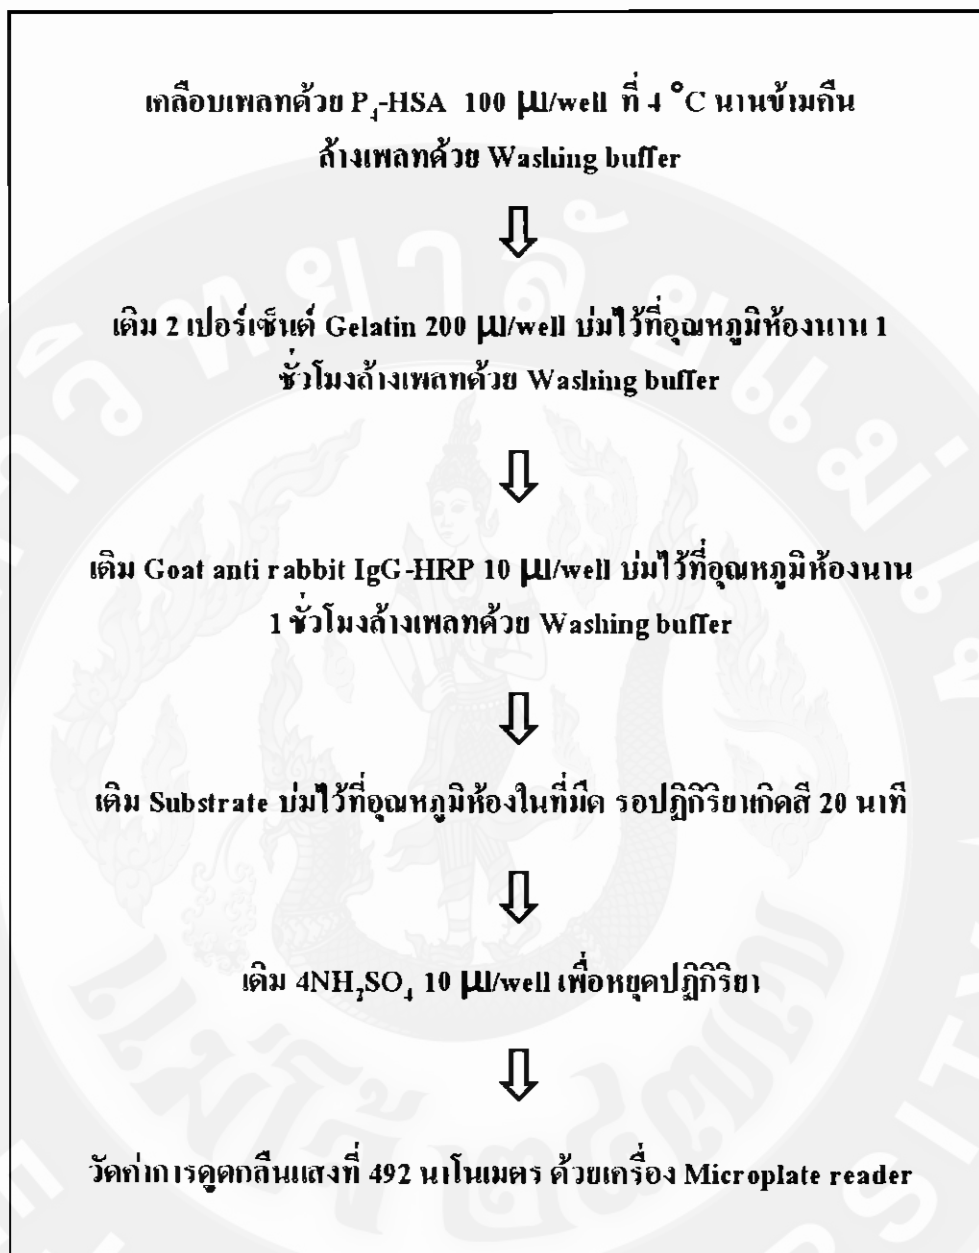 เคลือบเพลทด้วย P₄-HSA 100 µl/well ที่ 4 °C นานข้ามคืน
ล้างเพลทด้วย Washing buffer
เติม 2 เปอร์เซ็นต์ Gelatin 200 µl/well บ่มไว้ที่อุณหภูมิห้องนาน 1
ชั่วโมงล้างเพลทด้วย Washing buffer
เติม Goat anti rabbit IgG-HRP 10 µl/well บ่มไว้ที่อุณหภูมิห้องนาน
1 ชั่วโมงล้างเพลทด้วย Washing buffer
เติม Substrate บ่มไว้ที่อุณหภูมิห้องในที่มืด รอปฏิกิริยาเกิดสี 20 นาที
เติม 4NH₂SO₄ 10 µl/well เพื่อหยุดปฏิกิริยา
วัดค่าการดูดกลืนแสงที่ 492 นาโนเมตร ด้วยเครื่อง Microplate reader